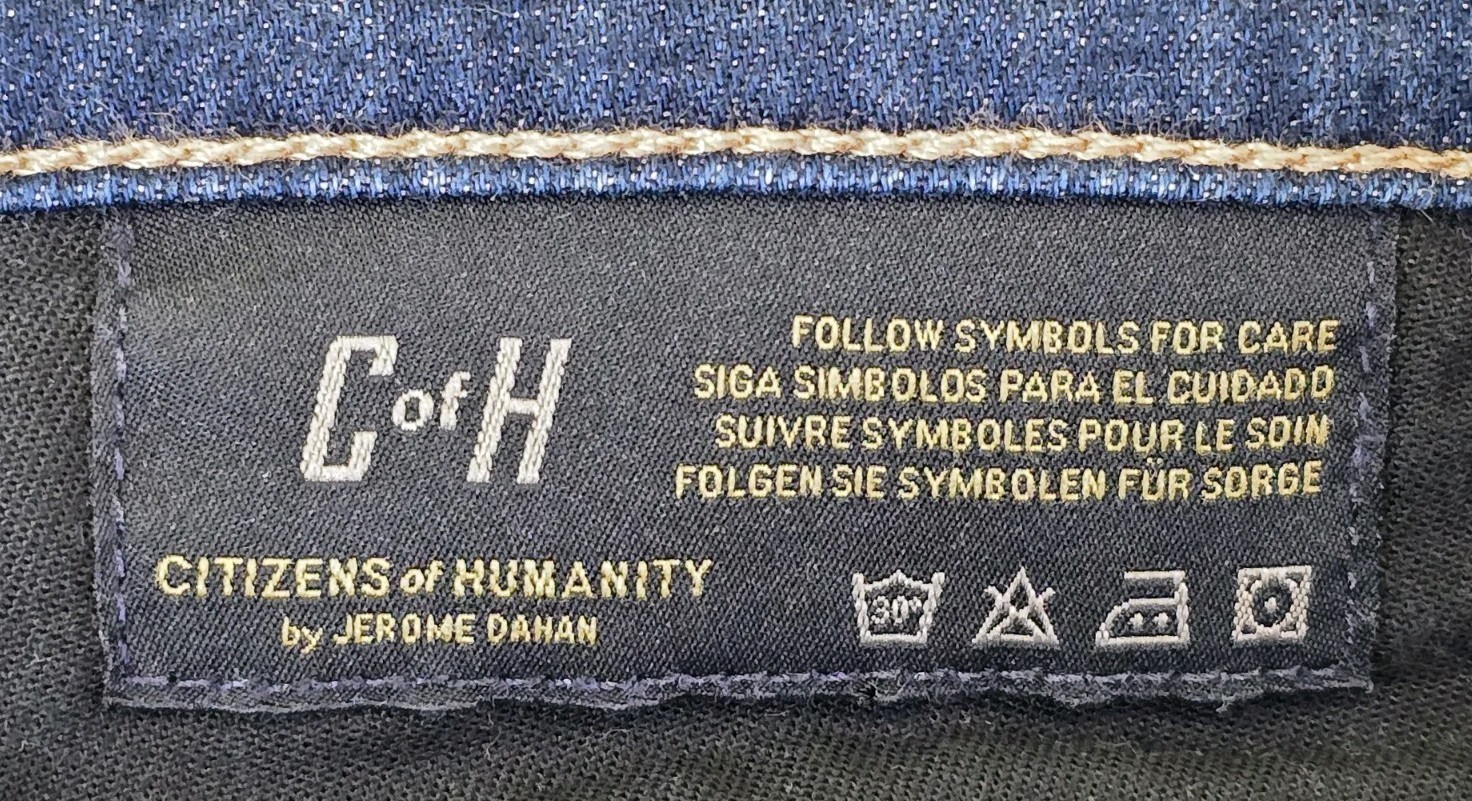 C of H
CITIZENS of HUMANITY
by JEROME DAHAN
FOLLOW SYMBOLS FOR CARE
SIGA SIMBOLOS PARA EL CUIDADO
SUIVRE SYMBOLES POUR LE SOIN
FOLGEN SIE SYMBOLEN FÜR SORGE
30°